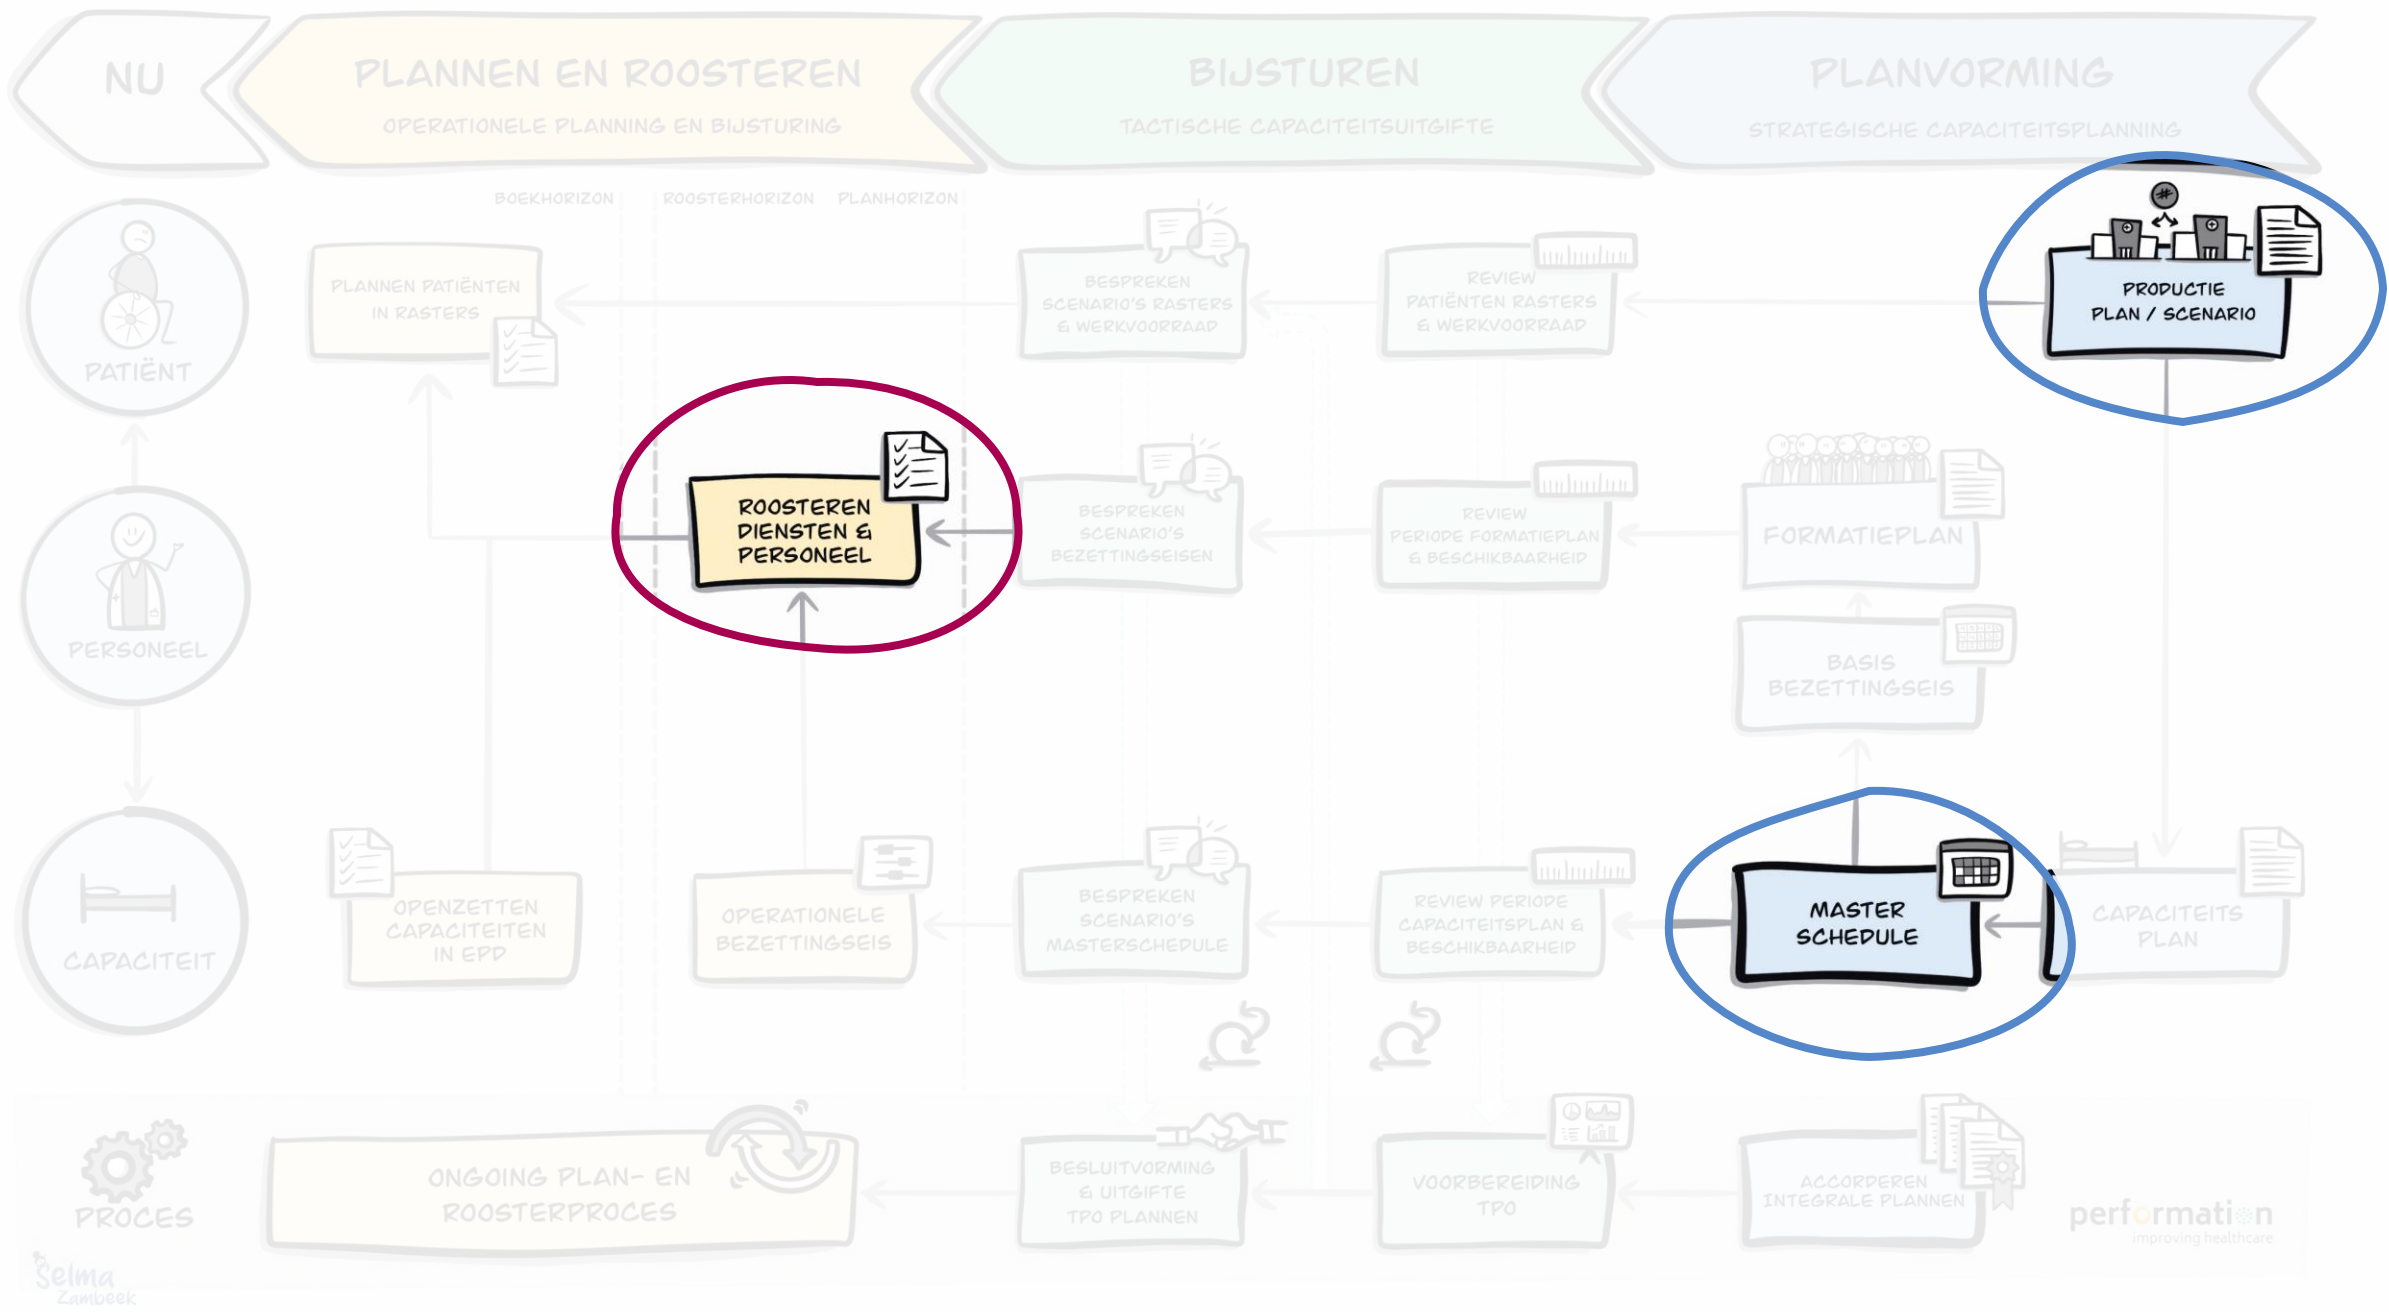 NU
PLANNEN EN ROOSTEREN
OPERATIONELE PLANNING EN BIJSTURING
BIJSTUREN
TACTISCHE CAPACITEITSUITGIFTE
PLANVORMING
STRATEGISCHE CAPACITEITSPLANNING
BOEKHORIZON
ROOSTERHORIZON
PLANHORIZON
PATIËNT
PLANNEN PATIËNTEN
IN RASTERS
BESPREKEN
SCENARIO'S RASTERS
& WERKVOORRAAD
REVIEW
PATIËNTEN RASTERS
& WERKVOORRAAD
PRODUCTIE
PLAN / SCENARIO
PERSONEEL
ROOSTEREN
DIENSTEN &
PERSONEEL
BESPREKEN
SCENARIO'S
BEZETTINGSEISEN
REVIEW
PERIODE FORMATIEPLAN
& BESCHIKBAARHEID
FORMATIEPLAN
BASIS
BEZETTINGSEIS
CAPACITEIT
OPENZETTEN
CAPACITEITEN
IN EPD
OPERATIONELE
BEZETTINGSEIS
BESPREKEN
SCENARIO'S
MASTERSCHEDULE
REVIEW PERIODE
CAPACITEITSPLAN &
BESCHIKBAARHEID
MASTER
SCHEDULE
CAPACITEITS
PLAN
PROCES
ONGOING PLAN- EN
ROOSTERPROCES
BESLUITVORMING
& UITGIFTE
TPO PLANNEN
VOORBEREIDING
TPO
ACCORDEREN
INTEGRALE PLANNEN
performation
improving healthcare
Selma
Zambeek